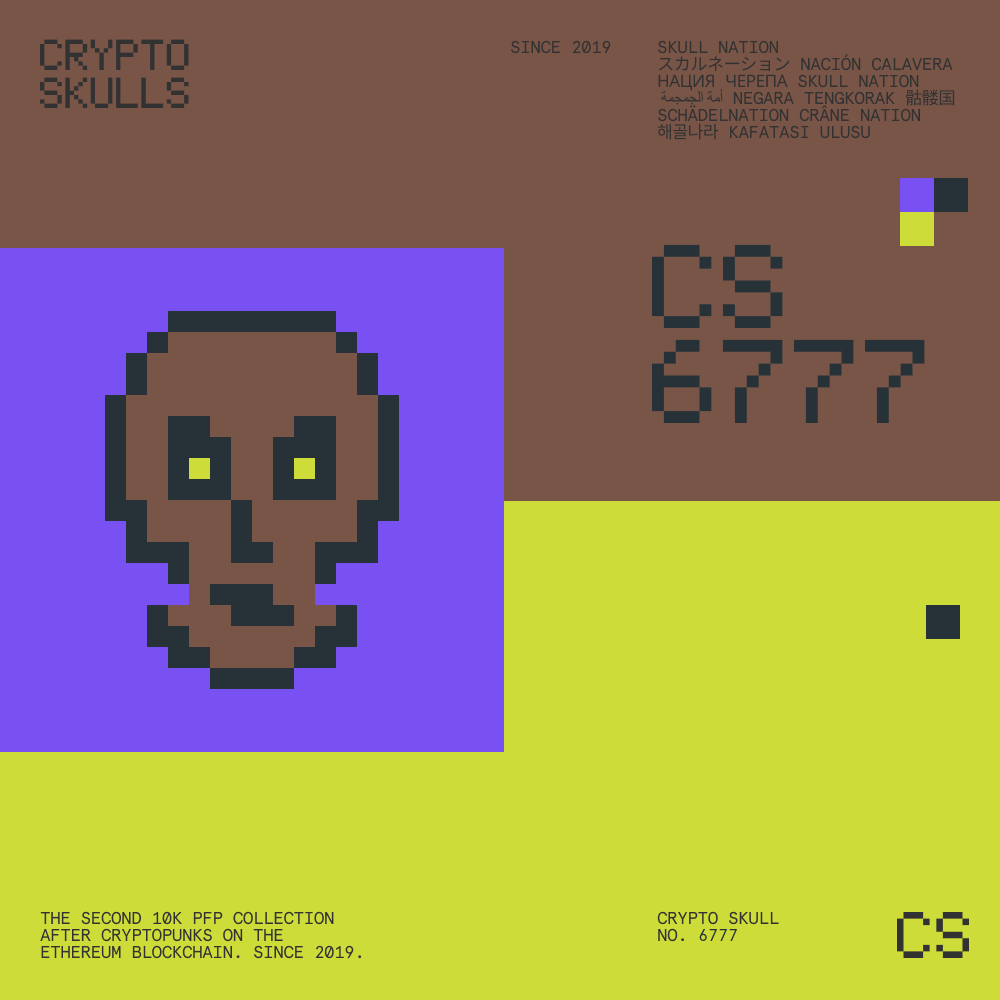 CRYPTO
SKULLS
SINCE 2019
SKULL NATION
スカルネーション NACIÓN CALAVERA
НАЦИЯ ЧЕРЕПА SKULL NATION
أمة الجمجمة NEGARA TENGKORAK 骷髅国
SCHÄDELNATION CRÂNE NATION
해골나라 KAFATASI ULUSU
CS
6777
THE SECOND 10K PFP COLLECTION
AFTER CRYPTOPUNKS ON THE
ETHEREUM BLOCKCHAIN. SINCE 2019.
CRYPTO SKULL
NO. 6777
CS